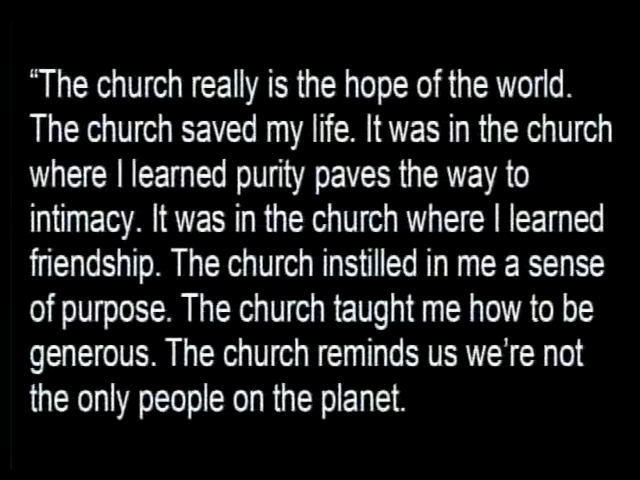 “The church really is the hope of the world.
The church saved my life. It was in the church
where I learned purity paves the way to
intimacy. It was in the church where I learned
friendship. The church instilled in me a sense
of purpose. The church taught me how to be
generous. The church reminds us we’re not
the only people on the planet.